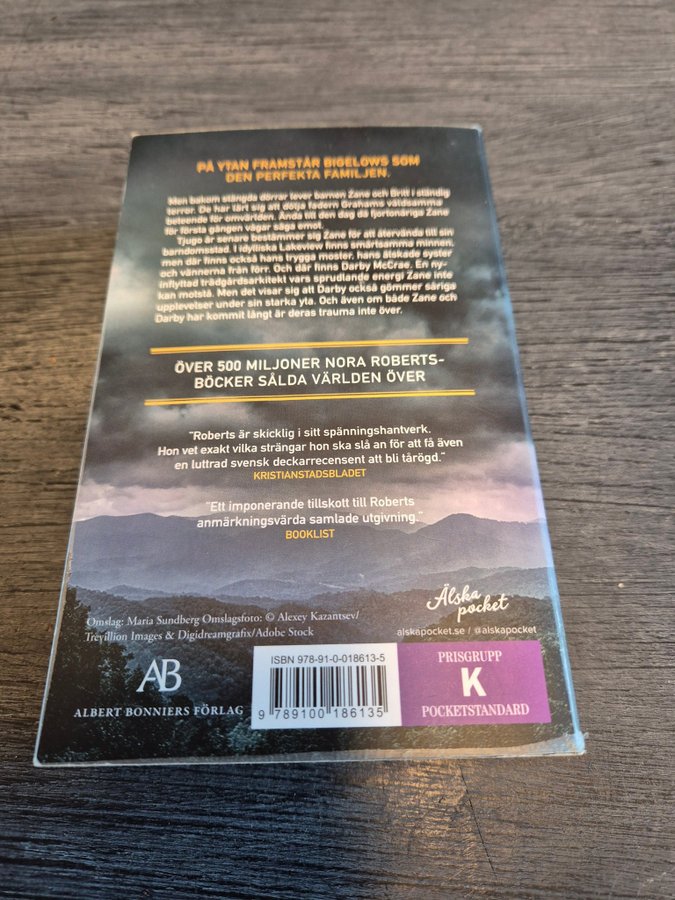 PÅ YTAN FRAMSTÅR BIGELOWS SOM
DEN PERFEKTA FAMILJEN.
Men bakom stängda dörrar lever barnen Zane och Britt i ständig
terror. De har lärt sig att dölja fadern Grahams våldsamma
beteende för omvärlden. Ända till den dag då fjortonårige Zane
för första gången vågar säga emot.
Tjugo år senare bestämmer sig Zane för att återvända till sin
barndomsstad. I idylliska Lakeview finns smärtsamma minnen,
men där finns också hans trygga moster, hans älskade syster
och vännerna från förr. Och där finns Darby McCray. En ny-
inflyttad trädgårdsarkitekt vars sprudlande energi Zane inte
kan motstå. Men det visar sig att Darby också gömmer såriga
upplevelser under sin starka yta. Och även om både Zane och
Darby har kommit långt är deras trauma inte över.
ÖVER 500 MILJONER NORA ROBERTS-
BÖCKER SÅLDA VÄRLDEN ÖVER
"Roberts är skicklig i sitt spänningshantverk.
Hon vet exakt vilka strängar hon ska slå an för att få även
en luttrad svensk deckarrecensent att bli tårögd."
KRISTIANSTADSBLADET
"Ett imponerande tillskott till Roberts
anmärkningsvärda samlade utgivning."
BOOKLIST
Älska
pocket
alskapocket.se / @alskapocket
Omslag: Maria Sundberg Omslagsfoto: © Alexey Kazantsev/
Trevillion Images & Digidreamgrafix/Adobe Stock
AB
ALBERT BONNIERS FÖRLAG
ISBN 978-91-0-018613-5
9 789100 186135
PRISGRUPP
K
POCKETSTANDARD